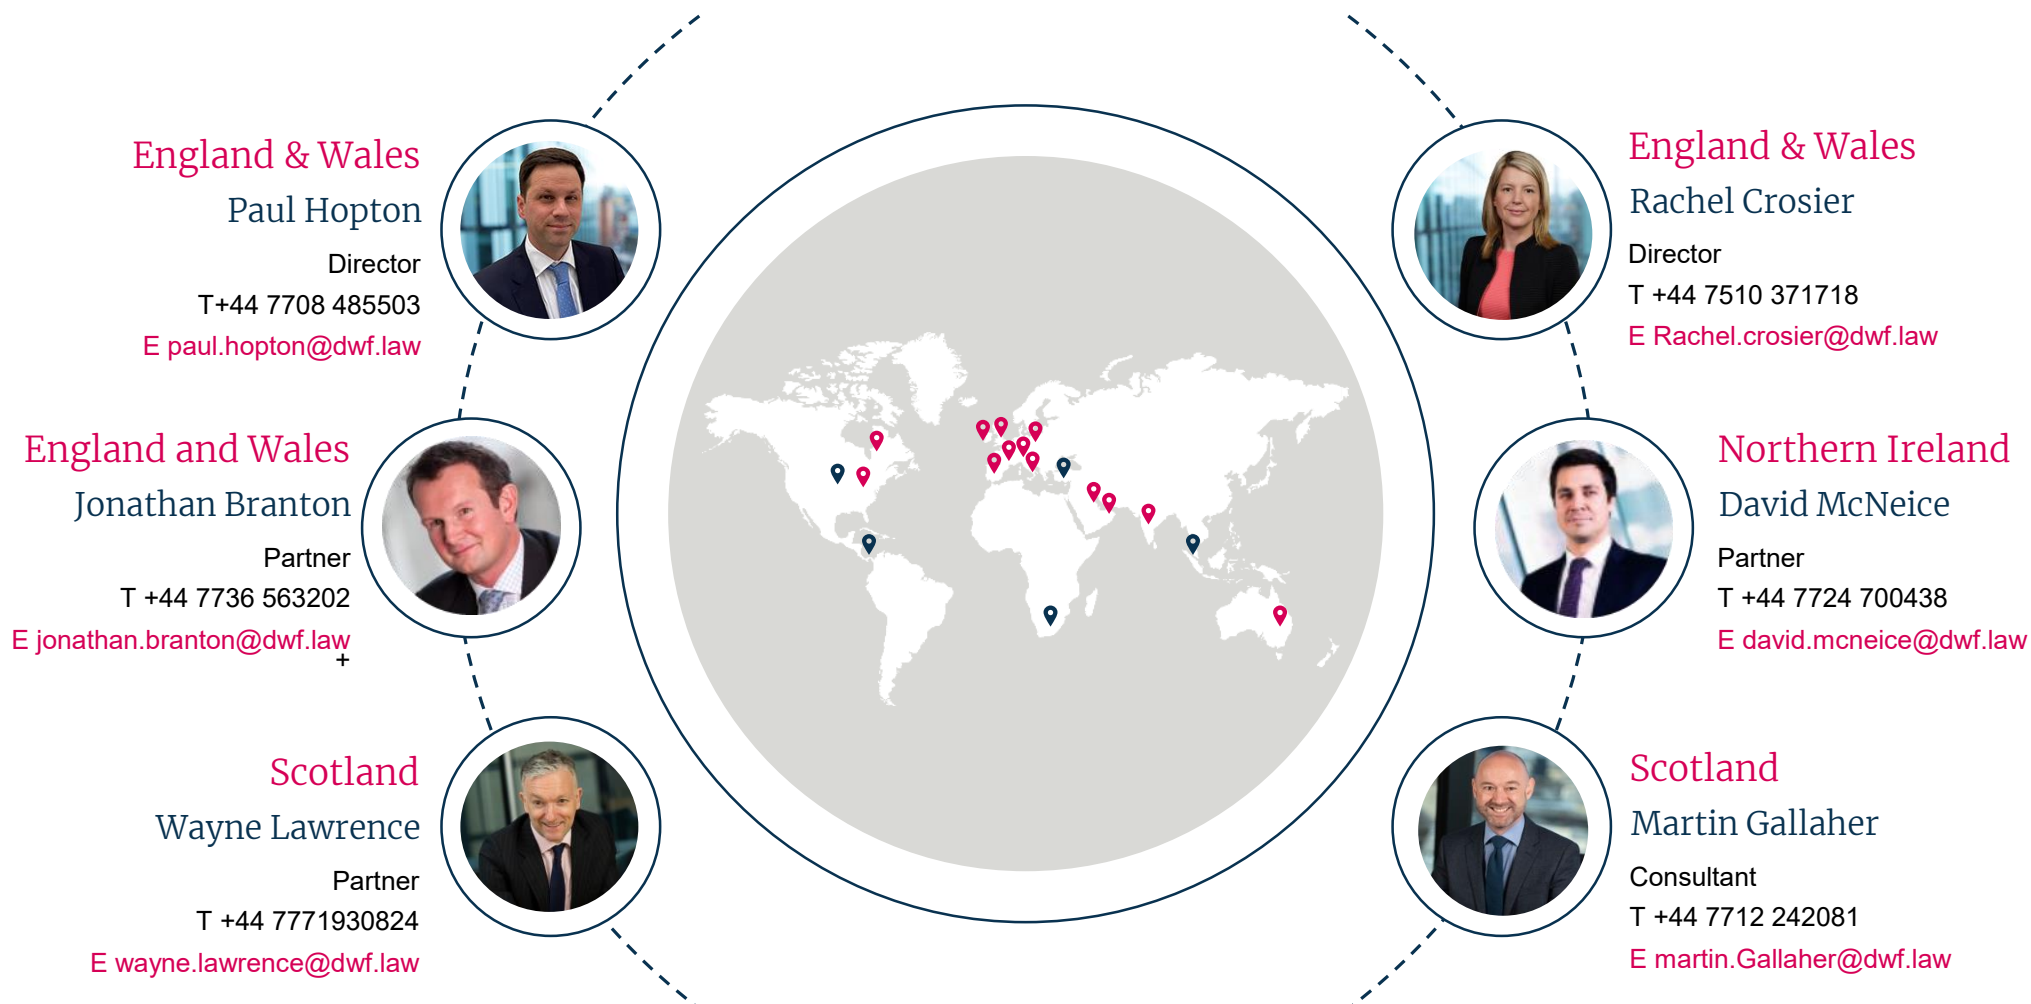 England & Wales
Paul Hopton
Director
T+44 7708 485503
E paul.hopton@dwf.law
England and Wales
Jonathan Branton
Partner
T +44 7736 563202
E jonathan.branton@dwf.law
+
Scotland
Wayne Lawrence
Partner
T +44 7771930824
E wayne.lawrence@dwf.law
England & Wales
Rachel Crosier
Director
T +44 7510 371718
E Rachel.crosier@dwf.law
Northern Ireland
David McNeice
Partner
T +44 7724 700438
E david.mcneice@dwf.law
Scotland
Martin Gallaher
Consultant
T +44 7712 242081
E martin.Gallaher@dwf.law